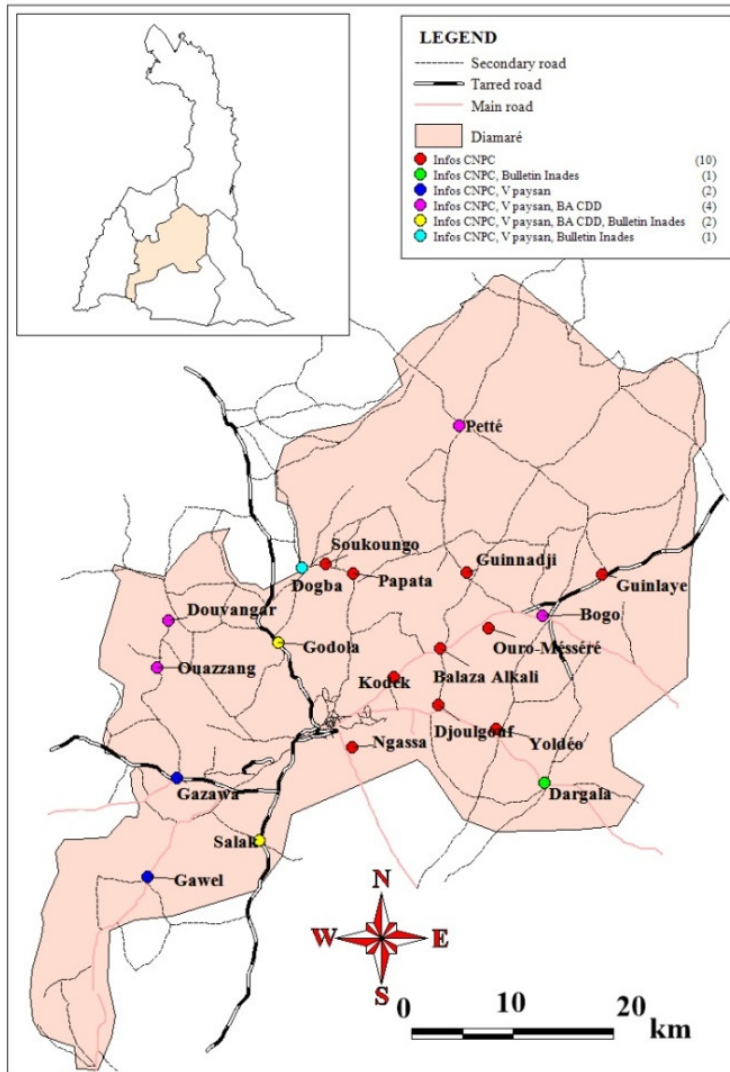 LEGEND
Secondary road
Tarred road
Main road
Diamaré
Infos CNPC (10)
Infos CNPC, Bulletin Inades (1)
Infos CNPC, V paysan (2)
Infos CNPC, V paysan, BA CDD (4)
Infos CNPC, V paysan, BA CDD, Bulletin Inades (2)
Infos CNPC, V paysan, Bulletin Inades (1)
Petté
Soukoungo
Guinnadji
Dogba
Papata
Guinlaye
Douvangar
Bogo
Godola
Ouro-Mésséré
Ouazzang
Balaza Alkali
Kodek
Djoulgouf
Ngassa
Yoldéo
Gazawa
Dargala
Salak
Gawel
N
W
E
S
0 10 20
km